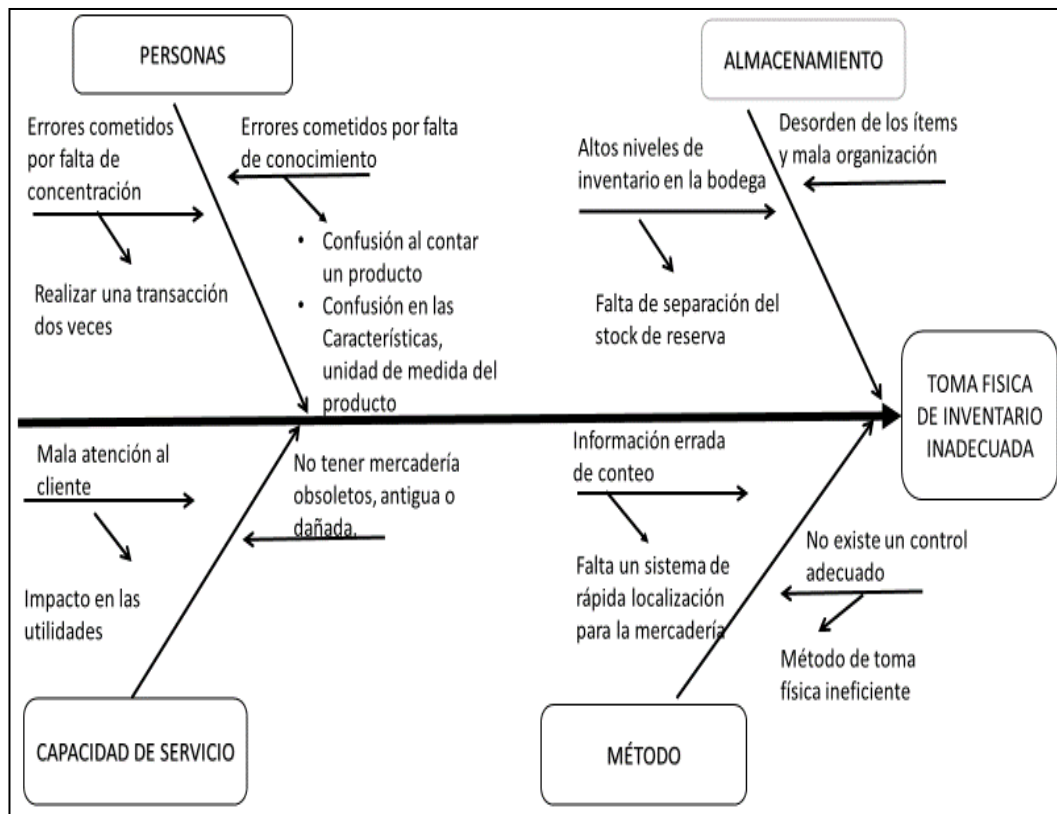 PERSONAS
Errores cometidos
por falta de
concentración
Realizar una transacción
dos veces
Errores cometidos por falta
de conocimiento
• Confusión al contar
un producto
• Confusión en las
Características,
unidad de medida del
producto
ALMACENAMIENTO
Altos niveles de
inventario en la bodega
Falta de separación del
stock de reserva
Desorden de los ítems
y mala organización
TOMA FISICA
DE INVENTARIO
INADECUADA
Mala atención al
cliente
Impacto en las
utilidades
No tener mercadería
obsoletos, antigua o
dañada.
CAPACIDAD DE SERVICIO
Información errada
de conteo
Falta un sistema de
rápida localización
para la mercadería
No existe un control
adecuado
Método de toma
física ineficiente
MÉTODO